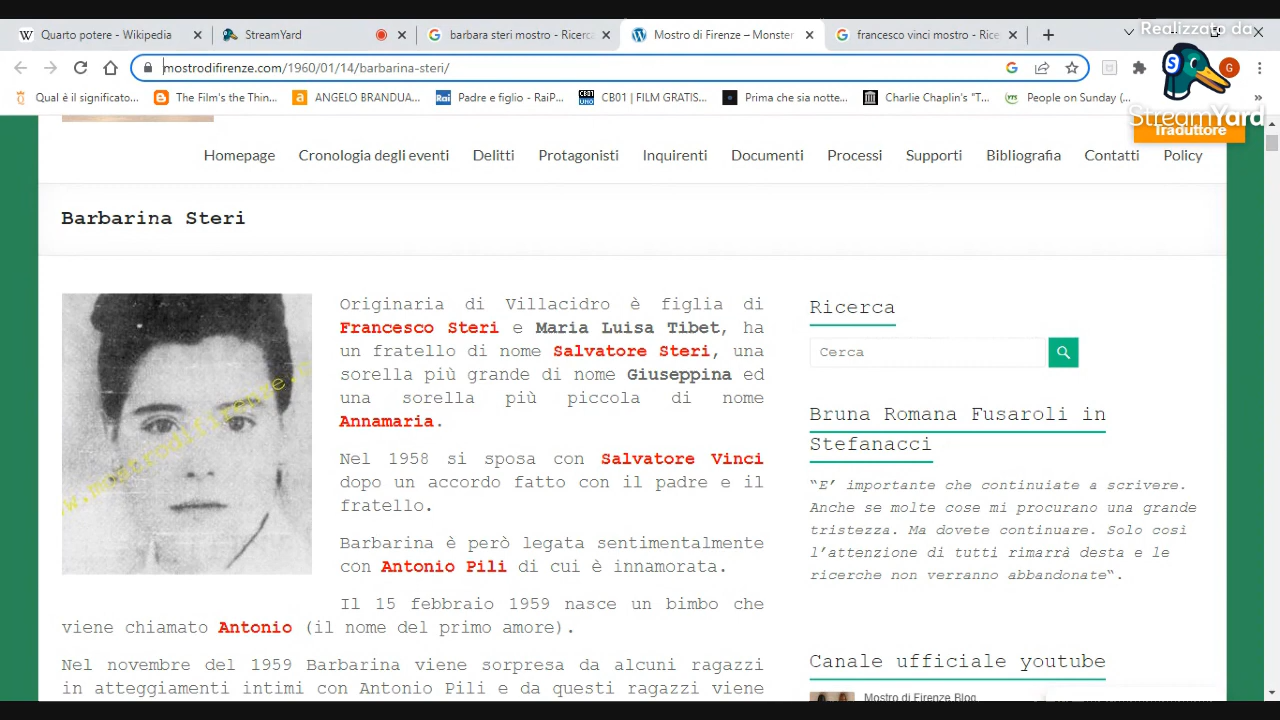 Realizzato da
Quarto potere - Wikipedia
StreamYard
barbara steri mostro - Ricerca
Mostro di Firenze – Monster
francesco vinci mostro - Rice
mostrodifirenze.com/1960/01/14/barbarina-steri/
G
Qual è il significato...
The Film's the Thin...
ANGELO BRANDUA...
Padre e figlio - RaiP...
CB01 | FILM GRATIS...
Prima che sia notte...
Charlie Chaplin's "T...
People on Sunday (...
StreamYard
Traduttore
Homepage
Cronologia degli eventi
Delitti
Protagonisti
Inquirenti
Documenti
Processi
Supporti
Bibliografia
Contatti
Policy
Barbarina Steri
Originaria di Villacidro è figlia di
Francesco Steri e Maria Luisa Tibet, ha
un fratello di nome Salvatore Steri, una
sorella più grande di nome Giuseppina ed
una sorella più piccola di nome
Annamaria.
Nel 1958 si sposa con Salvatore Vinci
dopo un accordo fatto con il padre e il
fratello.
Barbarina è però legata sentimentalmente
con Antonio Pili di cui è innamorata.
Il 15 febbraio 1959 nasce un bimbo che
viene chiamato Antonio (il nome del primo amore).
Nel novembre del 1959 Barbarina viene sorpresa da alcuni ragazzi
in atteggiamenti intimi con Antonio Pili e da questi ragazzi viene
www.mostrodifirenze.c
Ricerca
Cerca
Bruna Romana Fusaroli in
Stefanacci
“E’ importante che continuiate a scrivere.
Anche se molte cose mi procurano una grande
tristezza. Ma dovete continuare. Solo così
l’attenzione di tutti rimarrà desta e le
ricerche non verranno abbandonate“.
Canale ufficiale youtube
Mostro di Firenze Blog